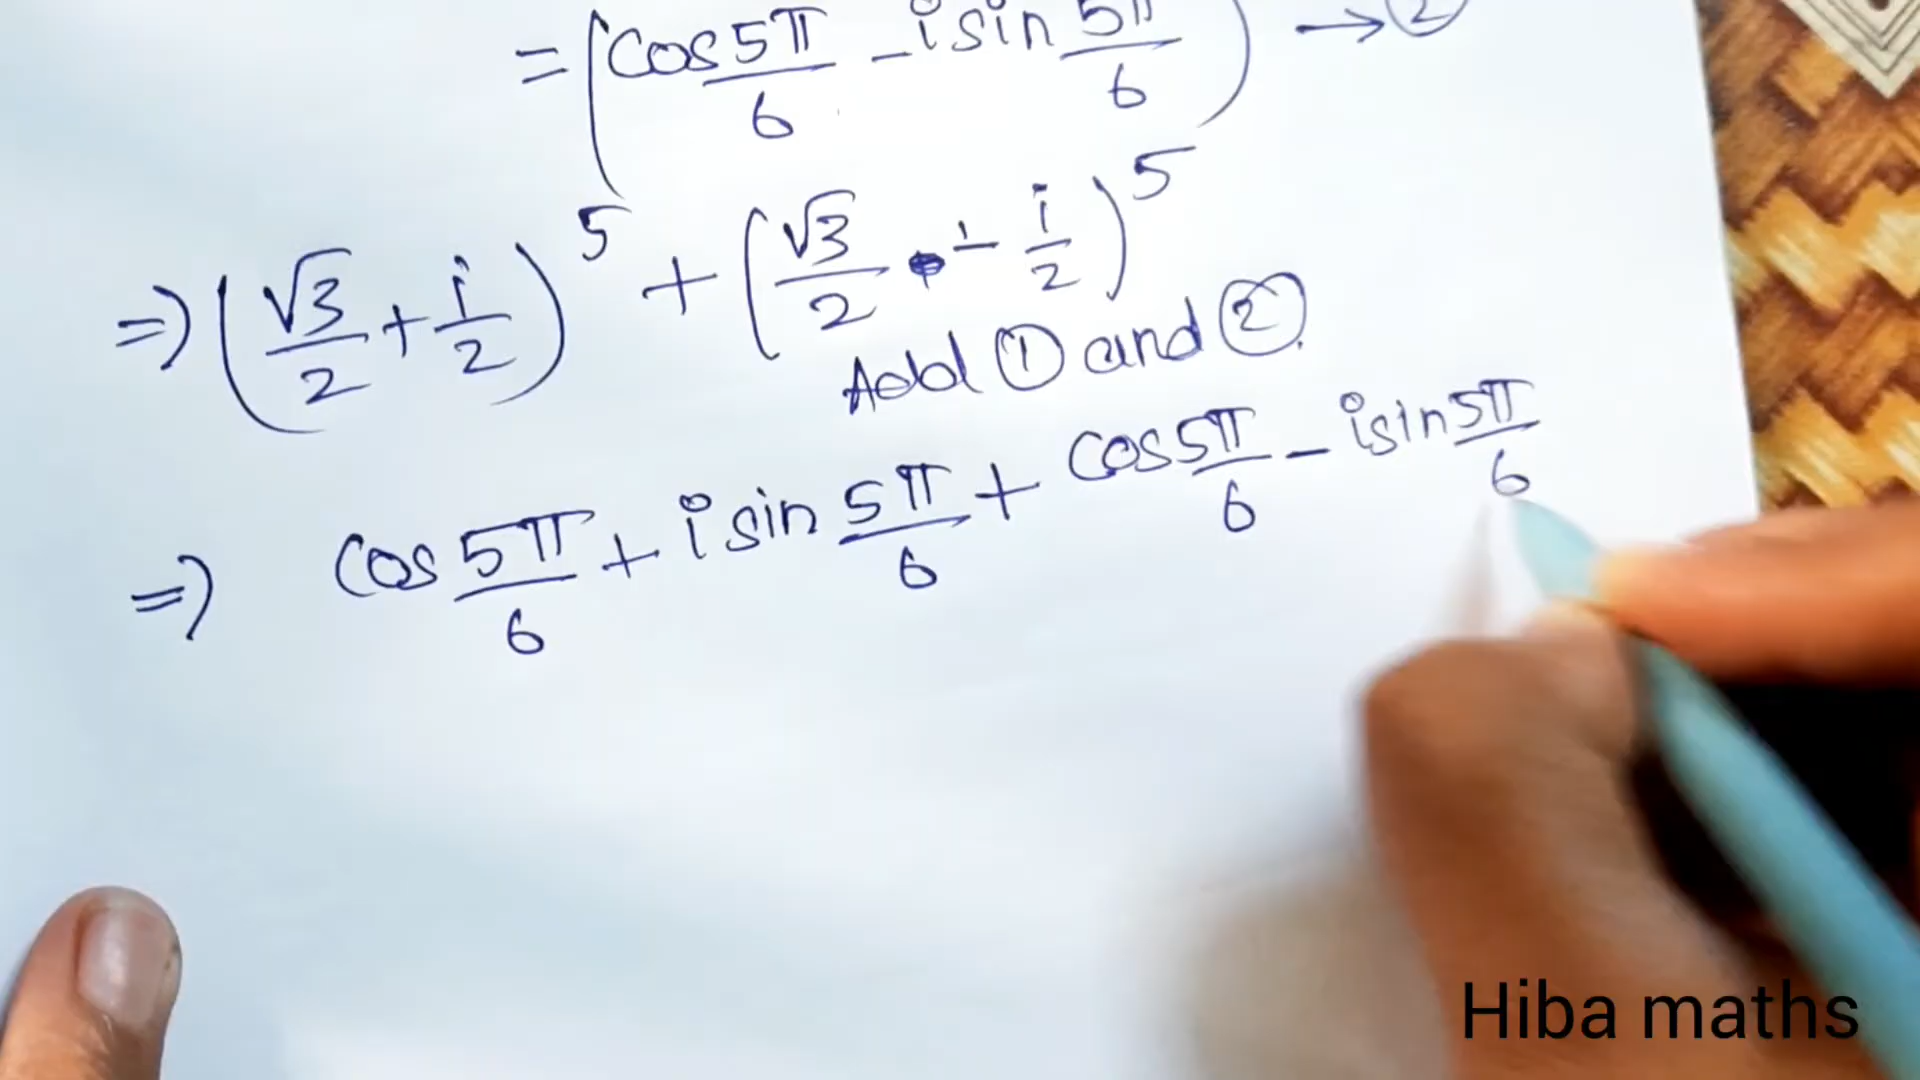 = (cos 5π/6 - i sin 5π/6) → ②
⇒ (√3/2 + i/2)^5 + (√3/2 - i/2)^5
Add ① and ②.
⇒ cos 5π/6 + i sin 5π/6 + cos 5π/6 - i sin 5π/6
Hiba maths